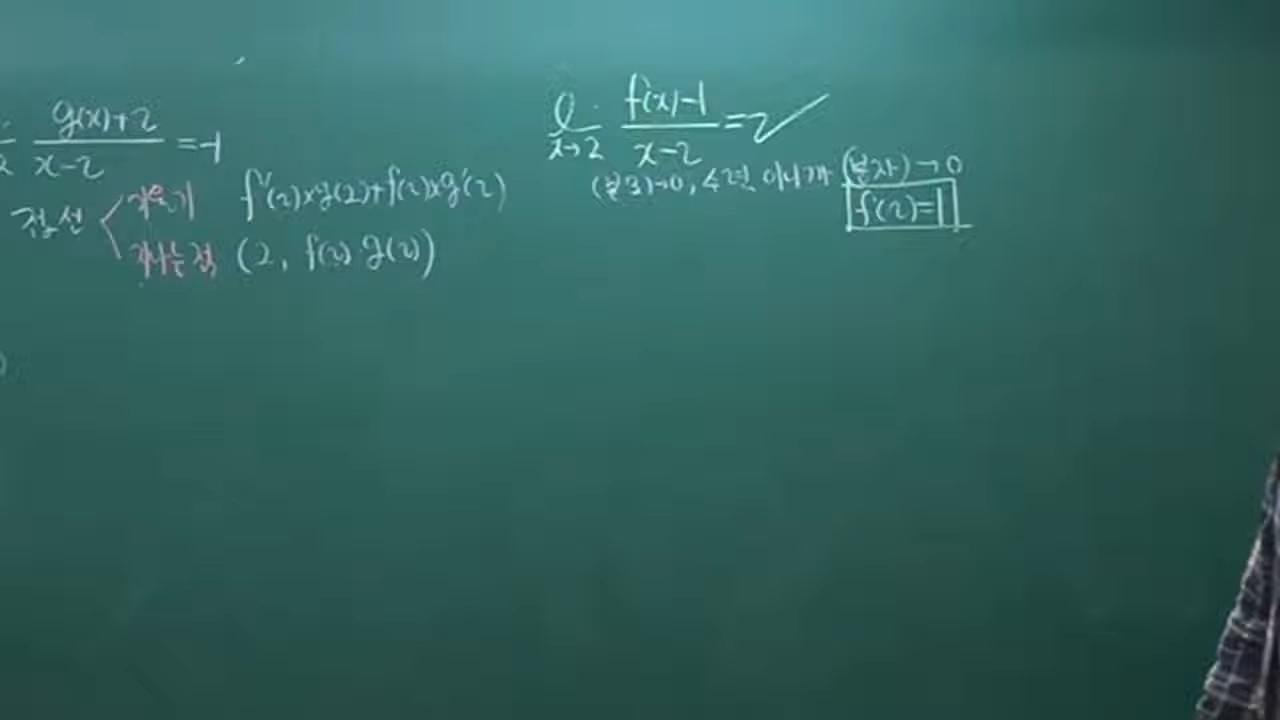 g(x)+2
x-2
=-1
접선
기울기 f'(2)×g(2)+f(2)×g'(2)
지나는 점 (2, f(2)·g(2))
x→2
f(x)-1
x-2
=2
(분모)→0, 수렴 이니까 (분자)→0
f(2)=1